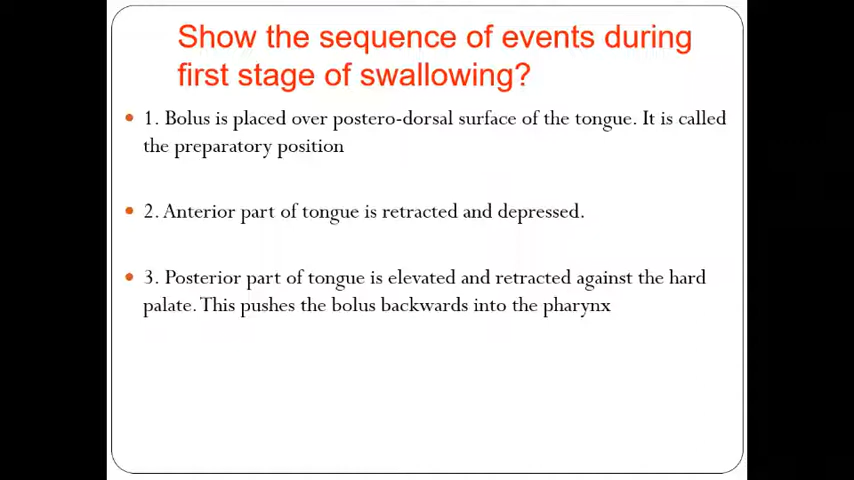 Show the sequence of events during
first stage of swallowing?
• 1. Bolus is placed over postero-dorsal surface of the tongue. It is called
the preparatory position
• 2. Anterior part of tongue is retracted and depressed.
• 3. Posterior part of tongue is elevated and retracted against the hard
palate. This pushes the bolus backwards into the pharynx